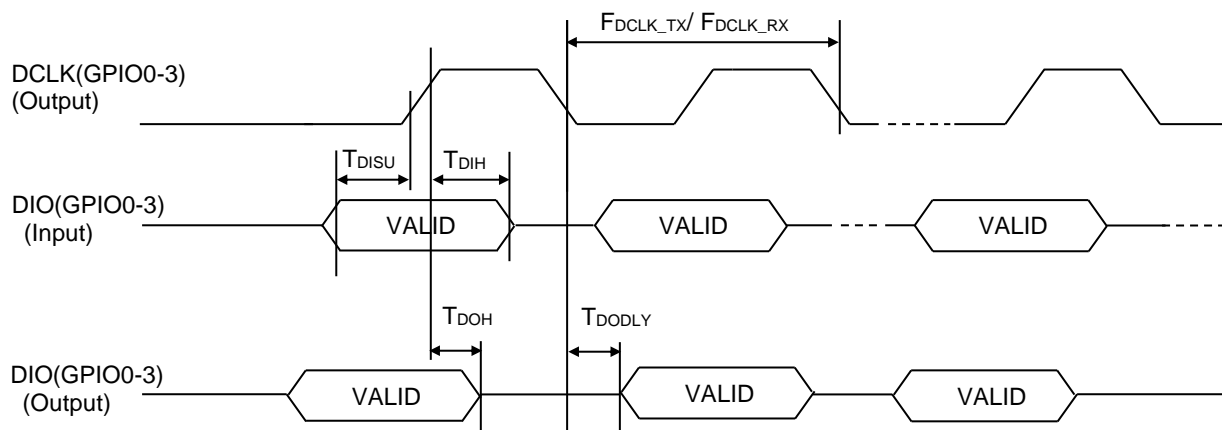 FDCLK_TX/ FDCLK_RX
DCLK(GPIO0-3)
(Output)
TDISU
TDIH
DIO(GPIO0-3)
(Input)
VALID
VALID
VALID
TDOH
TDODLY
DIO(GPIO0-3)
(Output)
VALID
VALID
VALID